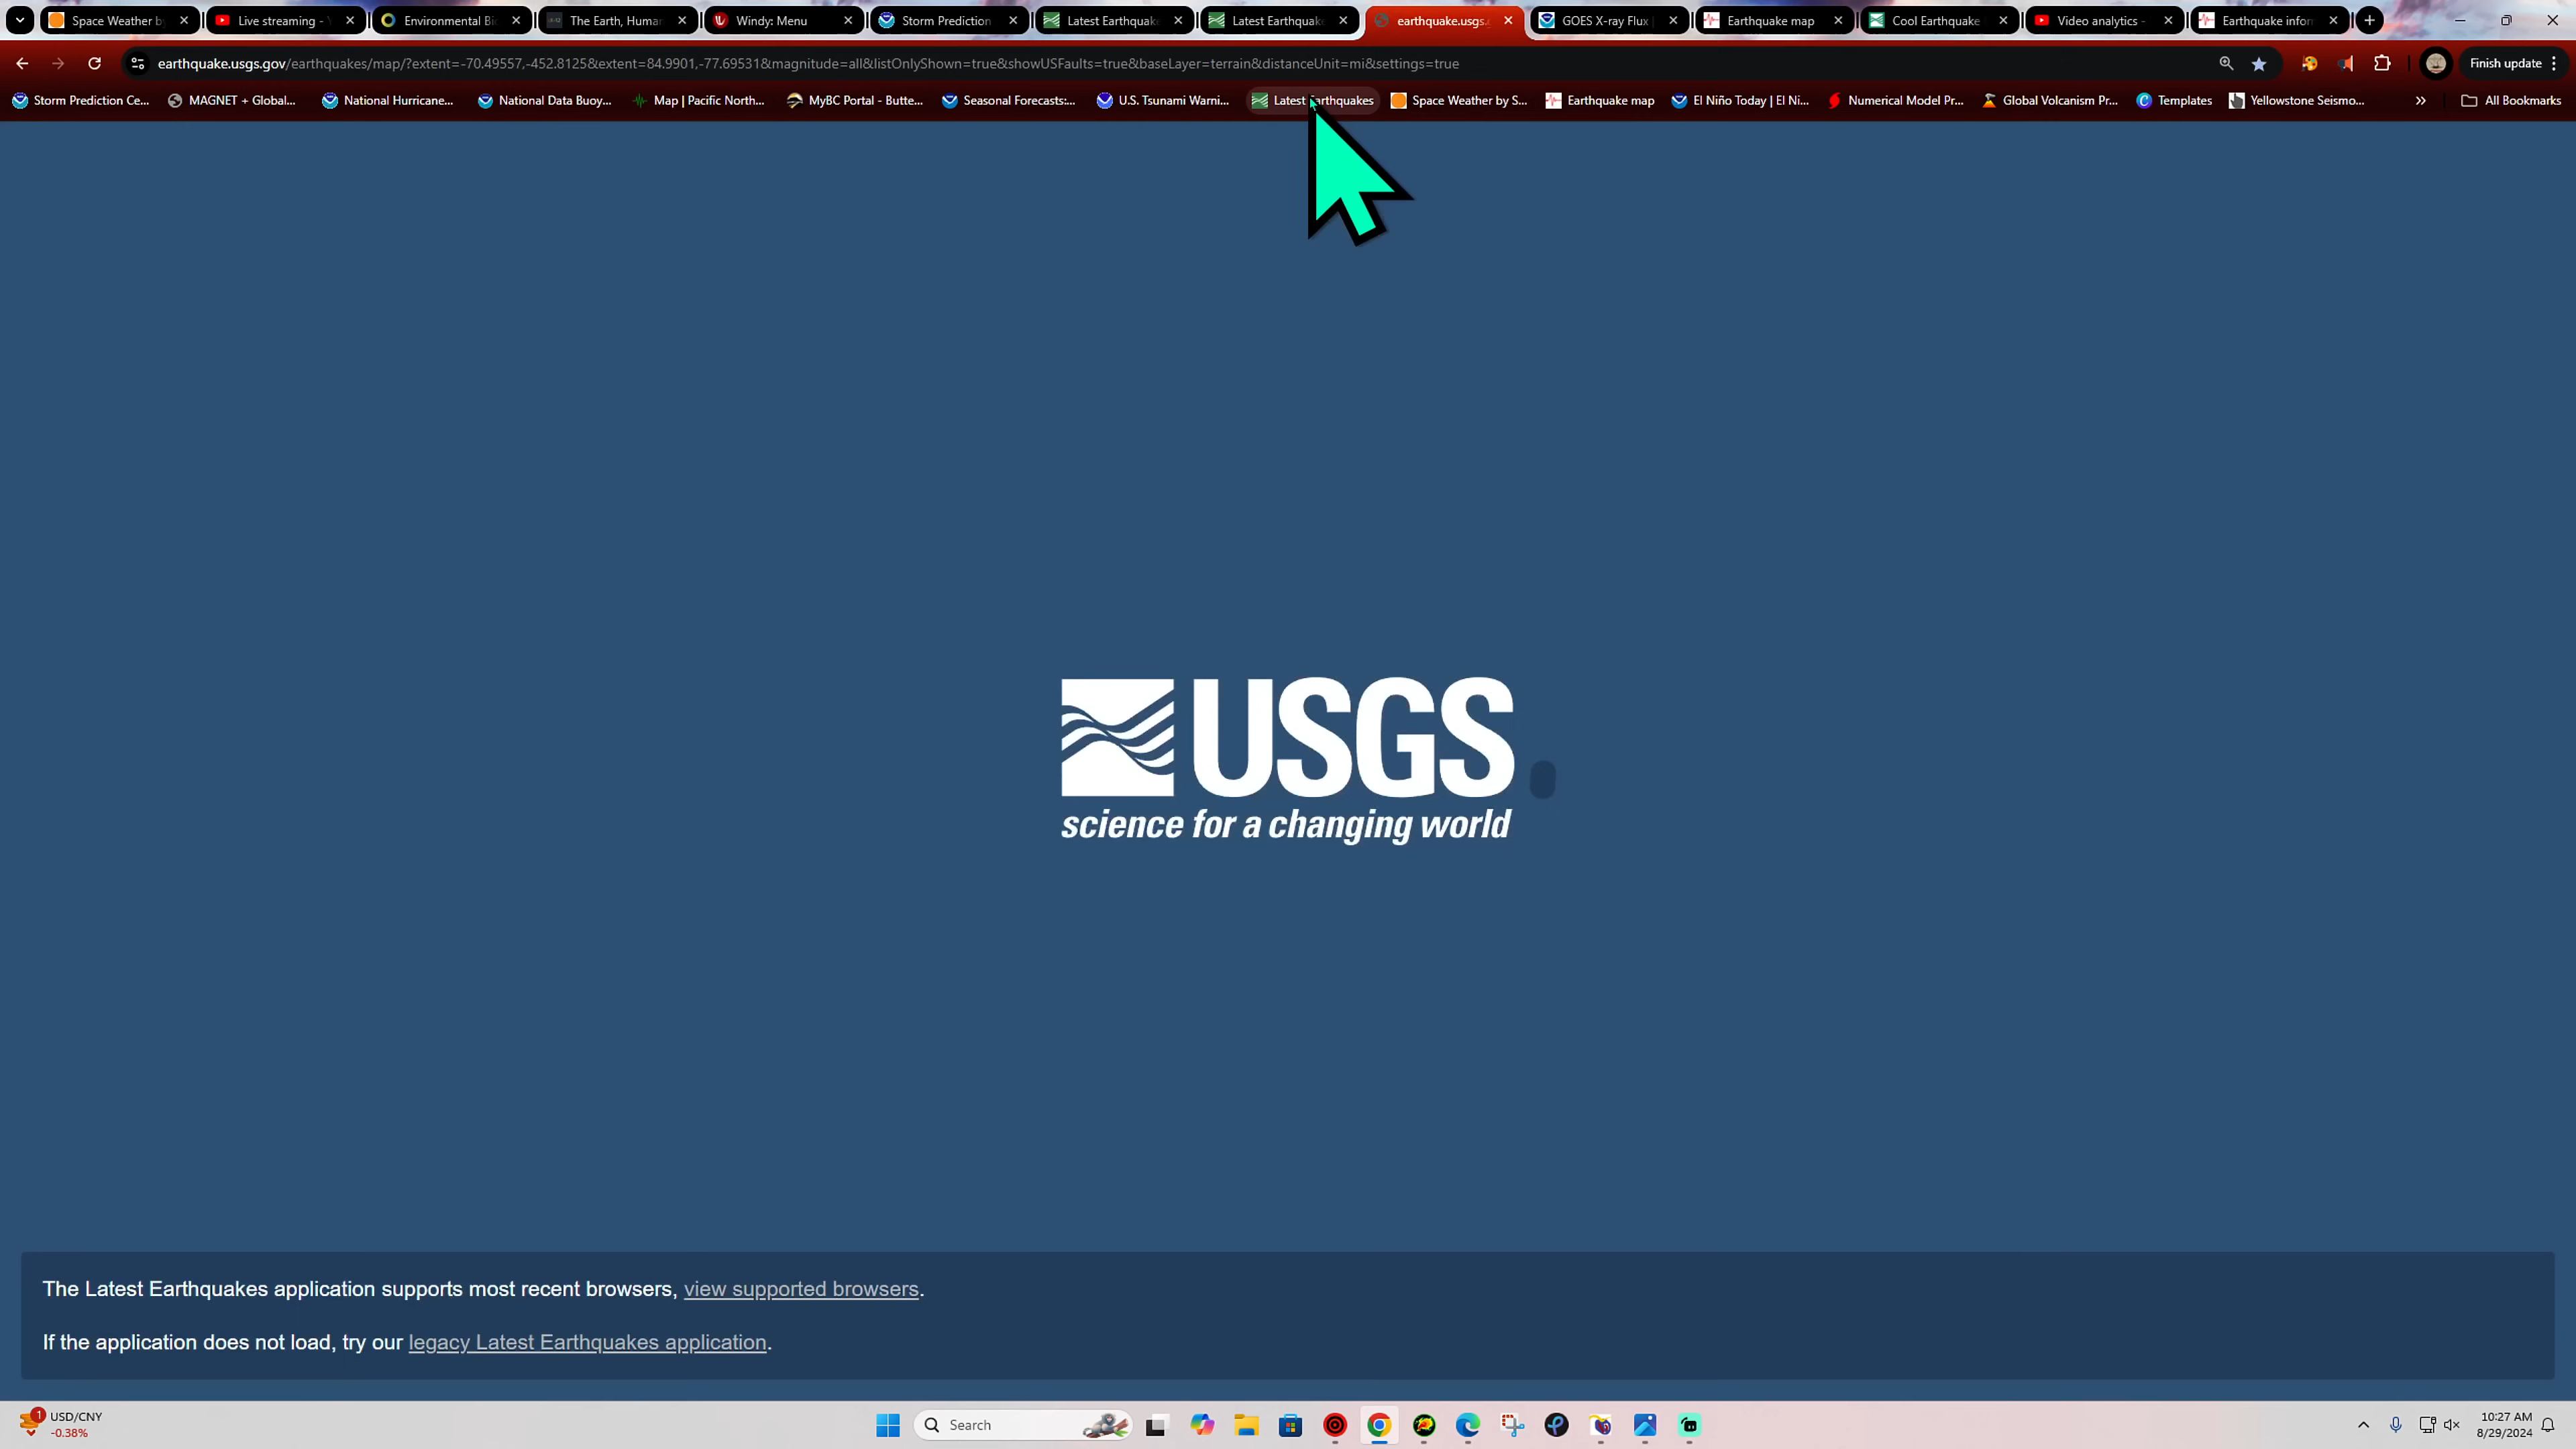 Space Weather b
Live streaming - Y
Environmental Bi
The Earth, Human
Windy: Menu
Storm Prediction
Latest Earthquake
Latest Earthquake
earthquake.usgs.g
GOES X-ray Flux |
Earthquake map
Cool Earthquake
Video analytics -
Earthquake infor
earthquake.usgs.gov/earthquakes/map/?extent=-70.49557,-452.8125&extent=84.9901,-77.69531&magnitude=all&listOnlyShown=true&showUSFaults=true&baseLayer=terrain&distanceUnit=mi&settings=true
Finish update
Storm Prediction Ce...
MAGNET + Global...
National Hurricane...
National Data Buoy...
Map | Pacific North...
MyBC Portal - Butte...
Seasonal Forecasts:...
U.S. Tsunami Warni...
Latest Earthquakes
Space Weather by S...
Earthquake map
El Niño Today | El Ni...
Numerical Model Pr...
Global Volcanism Pr...
Templates
Yellowstone Seismo...
All Bookmarks
USGS
science for a changing world
The Latest Earthquakes application supports most recent browsers, view supported browsers.
If the application does not load, try our legacy Latest Earthquakes application.
1
USD/CNY
-0.38%
Search
10:27 AM
8/29/2024